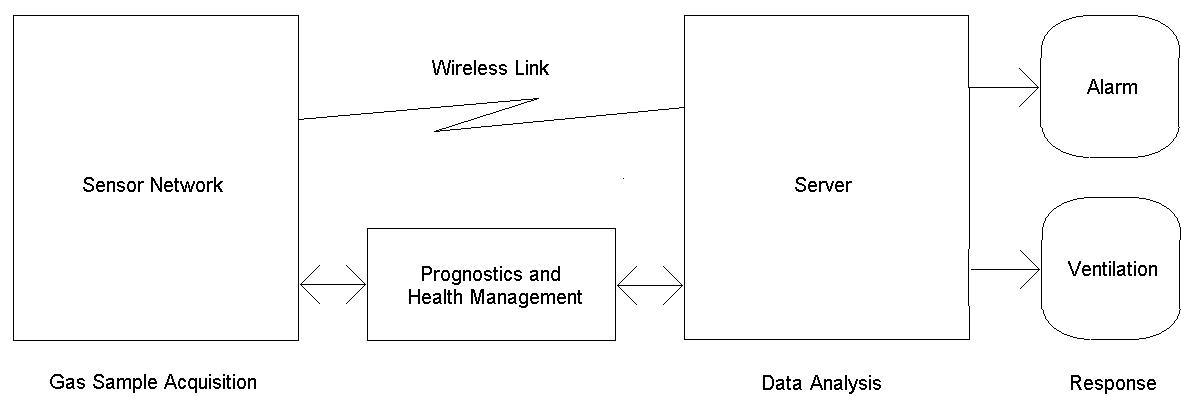 Wireless Link
Alarm
Sensor Network
Server
Prognostics and
Health Management
Ventilation
Gas Sample Acquisition
Data Analysis
Response